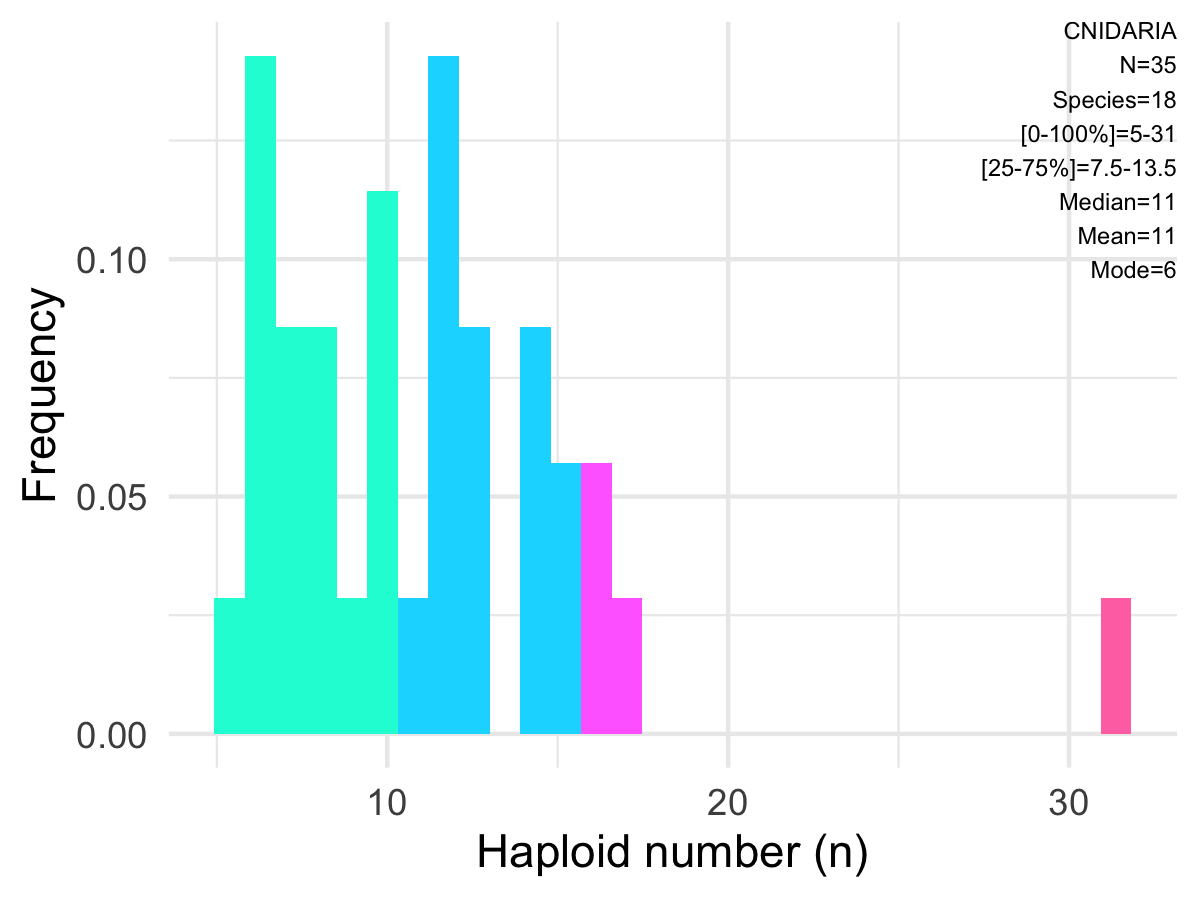 CNIDARIA
N=35
Species=18
[0-100%]=5-31
[25-75%]=7.5-13.5
Median=11
Mean=11
Mode=6
0.10
0.05
0.00
Frequency
10 20 30
Haploid number (n)